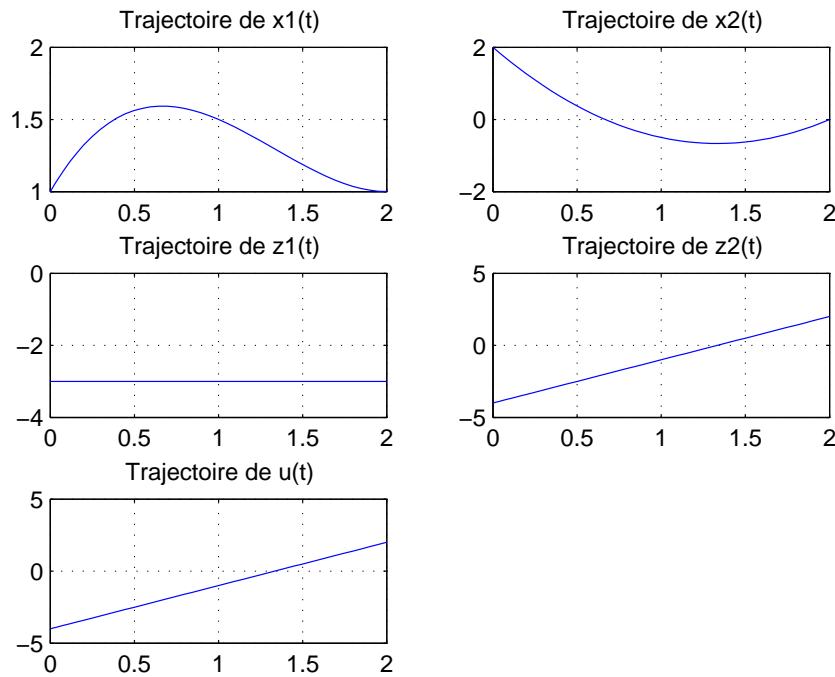 Trajectoire de x1(t)
2
1.5
1
0 0.5 1 1.5 2
Trajectoire de x2(t)
2
0
−2
0 0.5 1 1.5 2
Trajectoire de z1(t)
0
−2
−4
0 0.5 1 1.5 2
Trajectoire de z2(t)
5
0
−5
0 0.5 1 1.5 2
Trajectoire de u(t)
5
0
−5
0 0.5 1 1.5 2